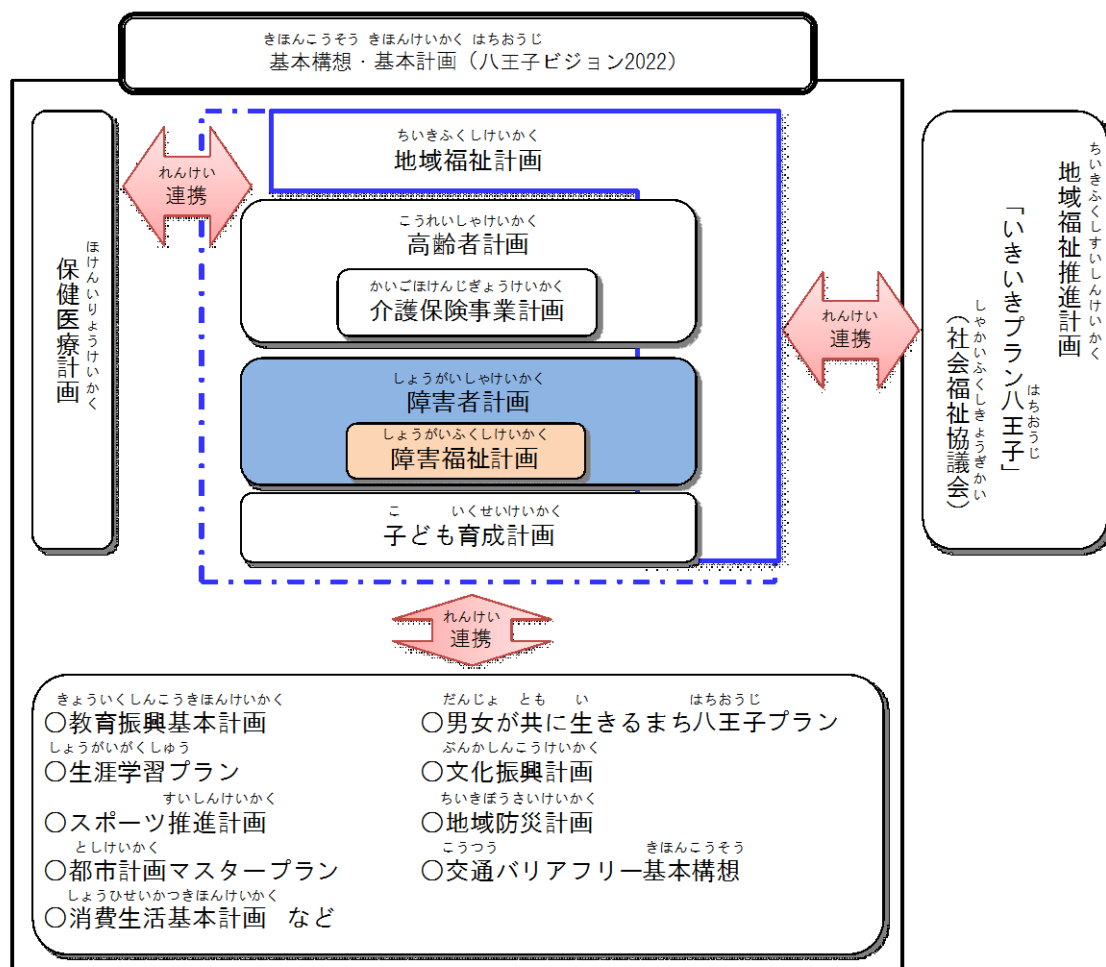 きほんこうそう きほんけいかく はちおうじ
基本構想・基本計画(八王子ビジョン2022)
ちいきふくしけいかく
地域福祉計画
れんけい
連携
こうれいしゃけいかく
高齢者計画
かいごほけんじぎょうけいかく
介護保険事業計画
しょうがいしゃけいかく
障害者計画
しょうがいふくしけいかく
障害福祉計画
こ いくせいけいかく
子ども育成計画
ほけんいりょうけいかく
保健医療計画
れんけい
連携
ちいきふくしすいしんけいかく
地域福祉推進計画
はちおうじ
「いきいきプラン八王子」
しゃかいふくしきょうぎかい
(社会福祉協議会)
れんけい
連携
きょういくしんこうきほんけいかく
○教育振興基本計画
しょうがいがくしゅう
○生涯学習プラン
すいしんけいかく
○スポーツ推進計画
としけいかく
○都市計画マスタープラン
しょうひせいかつきほんけいかく
○消費生活基本計画 など
だんじょ とも い はちおうじ
○男女が共に生きるまち八王子プラン
ぶんかしんこうけいかく
○文化振興計画
ちいきぼうさいけいかく
○地域防災計画
こうつう きほんこうそう
○交通バリアフリー基本構想